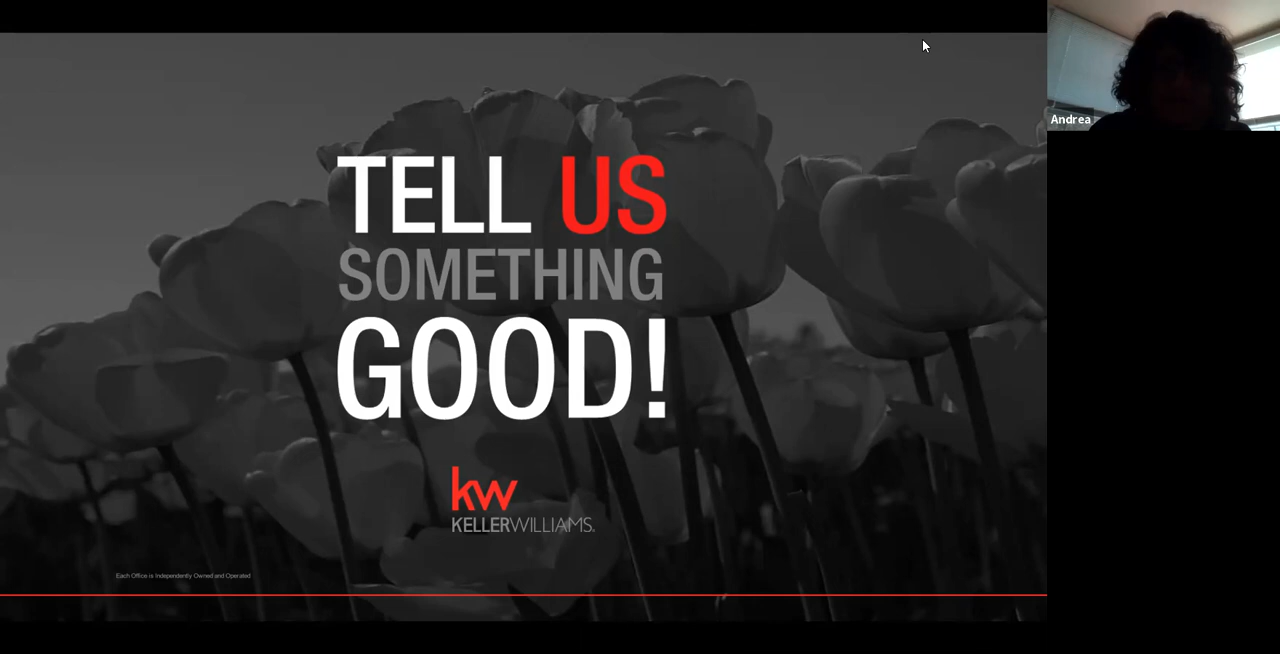 TELL US
SOMETHING
GOOD!
kw
KELLERWILLIAMS.
Each Office is Independently Owned and Operated
Andrea